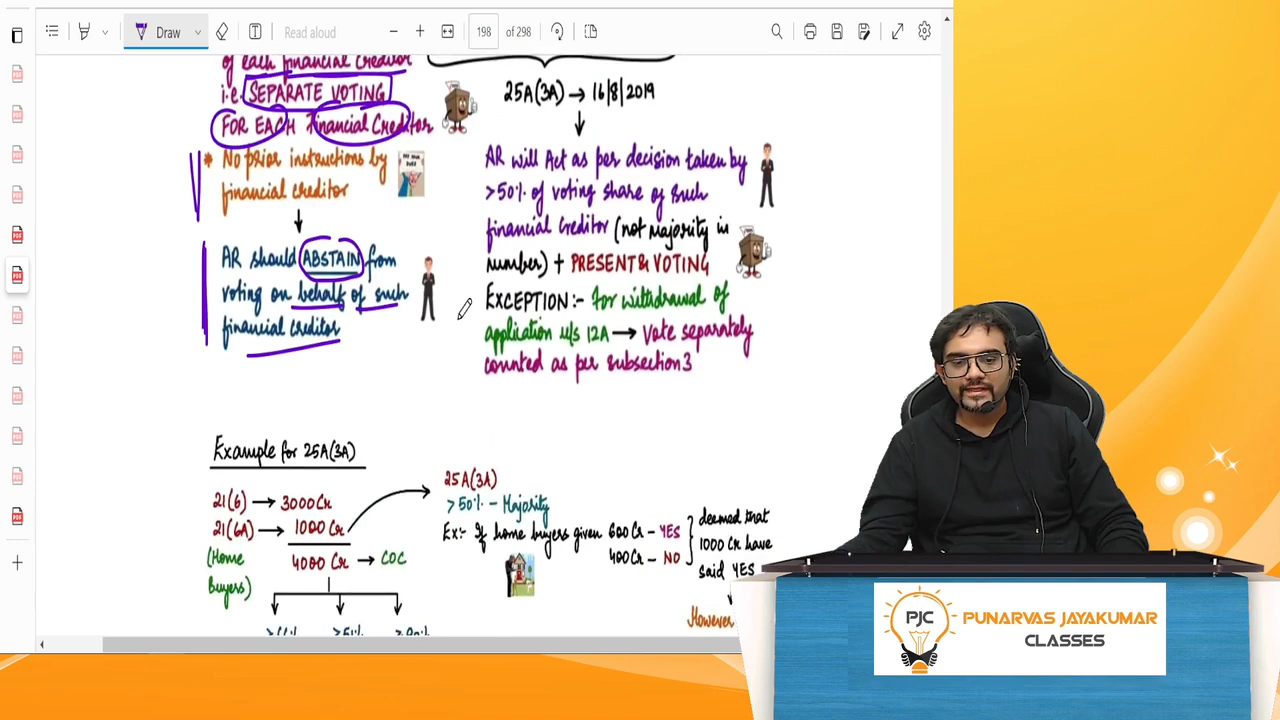 Draw
Read aloud
198
of 298
of each financial creditor
i.e. SEPARATE VOTING
FOR EACH Financial Creditor
* No prior instructions by
financial creditor
AR should ABSTAIN from
voting on behalf of such
financial creditor
25A(3A) → 16/8/2019
AR will Act as per decision taken by
>50% of voting share of such
financial creditor (not majority in
number) + PRESENT & VOTING
EXCEPTION:- for withdrawal of
application u/s 12A → Vote separately
counted as per subsection 3
Example for 25A(3A)
21(6) → 3000 Cr
21(6A) → 1000 Cr
(Home
Buyers)
4000 Cr → COC
25A(3A)
>50% - Majority
Ex:- If home buyers given 600 Cr - YES
400 Cr - NO
deemed that
1000 Cr have
said YES
However
>51%
PJC
PUNARVAS JAYAKUMAR
CLASSES